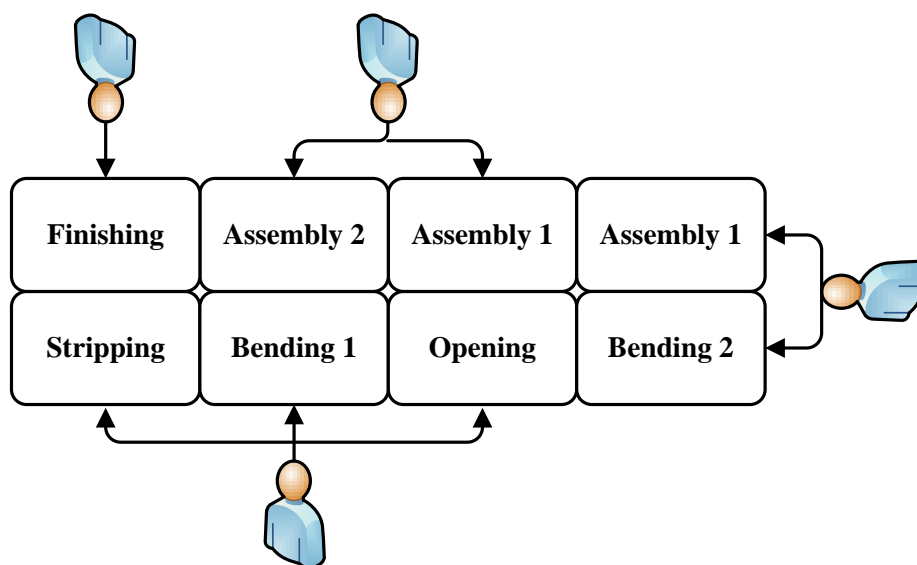 Finishing
Assembly 2
Assembly 1
Assembly 1
Stripping
Bending 1
Opening
Bending 2